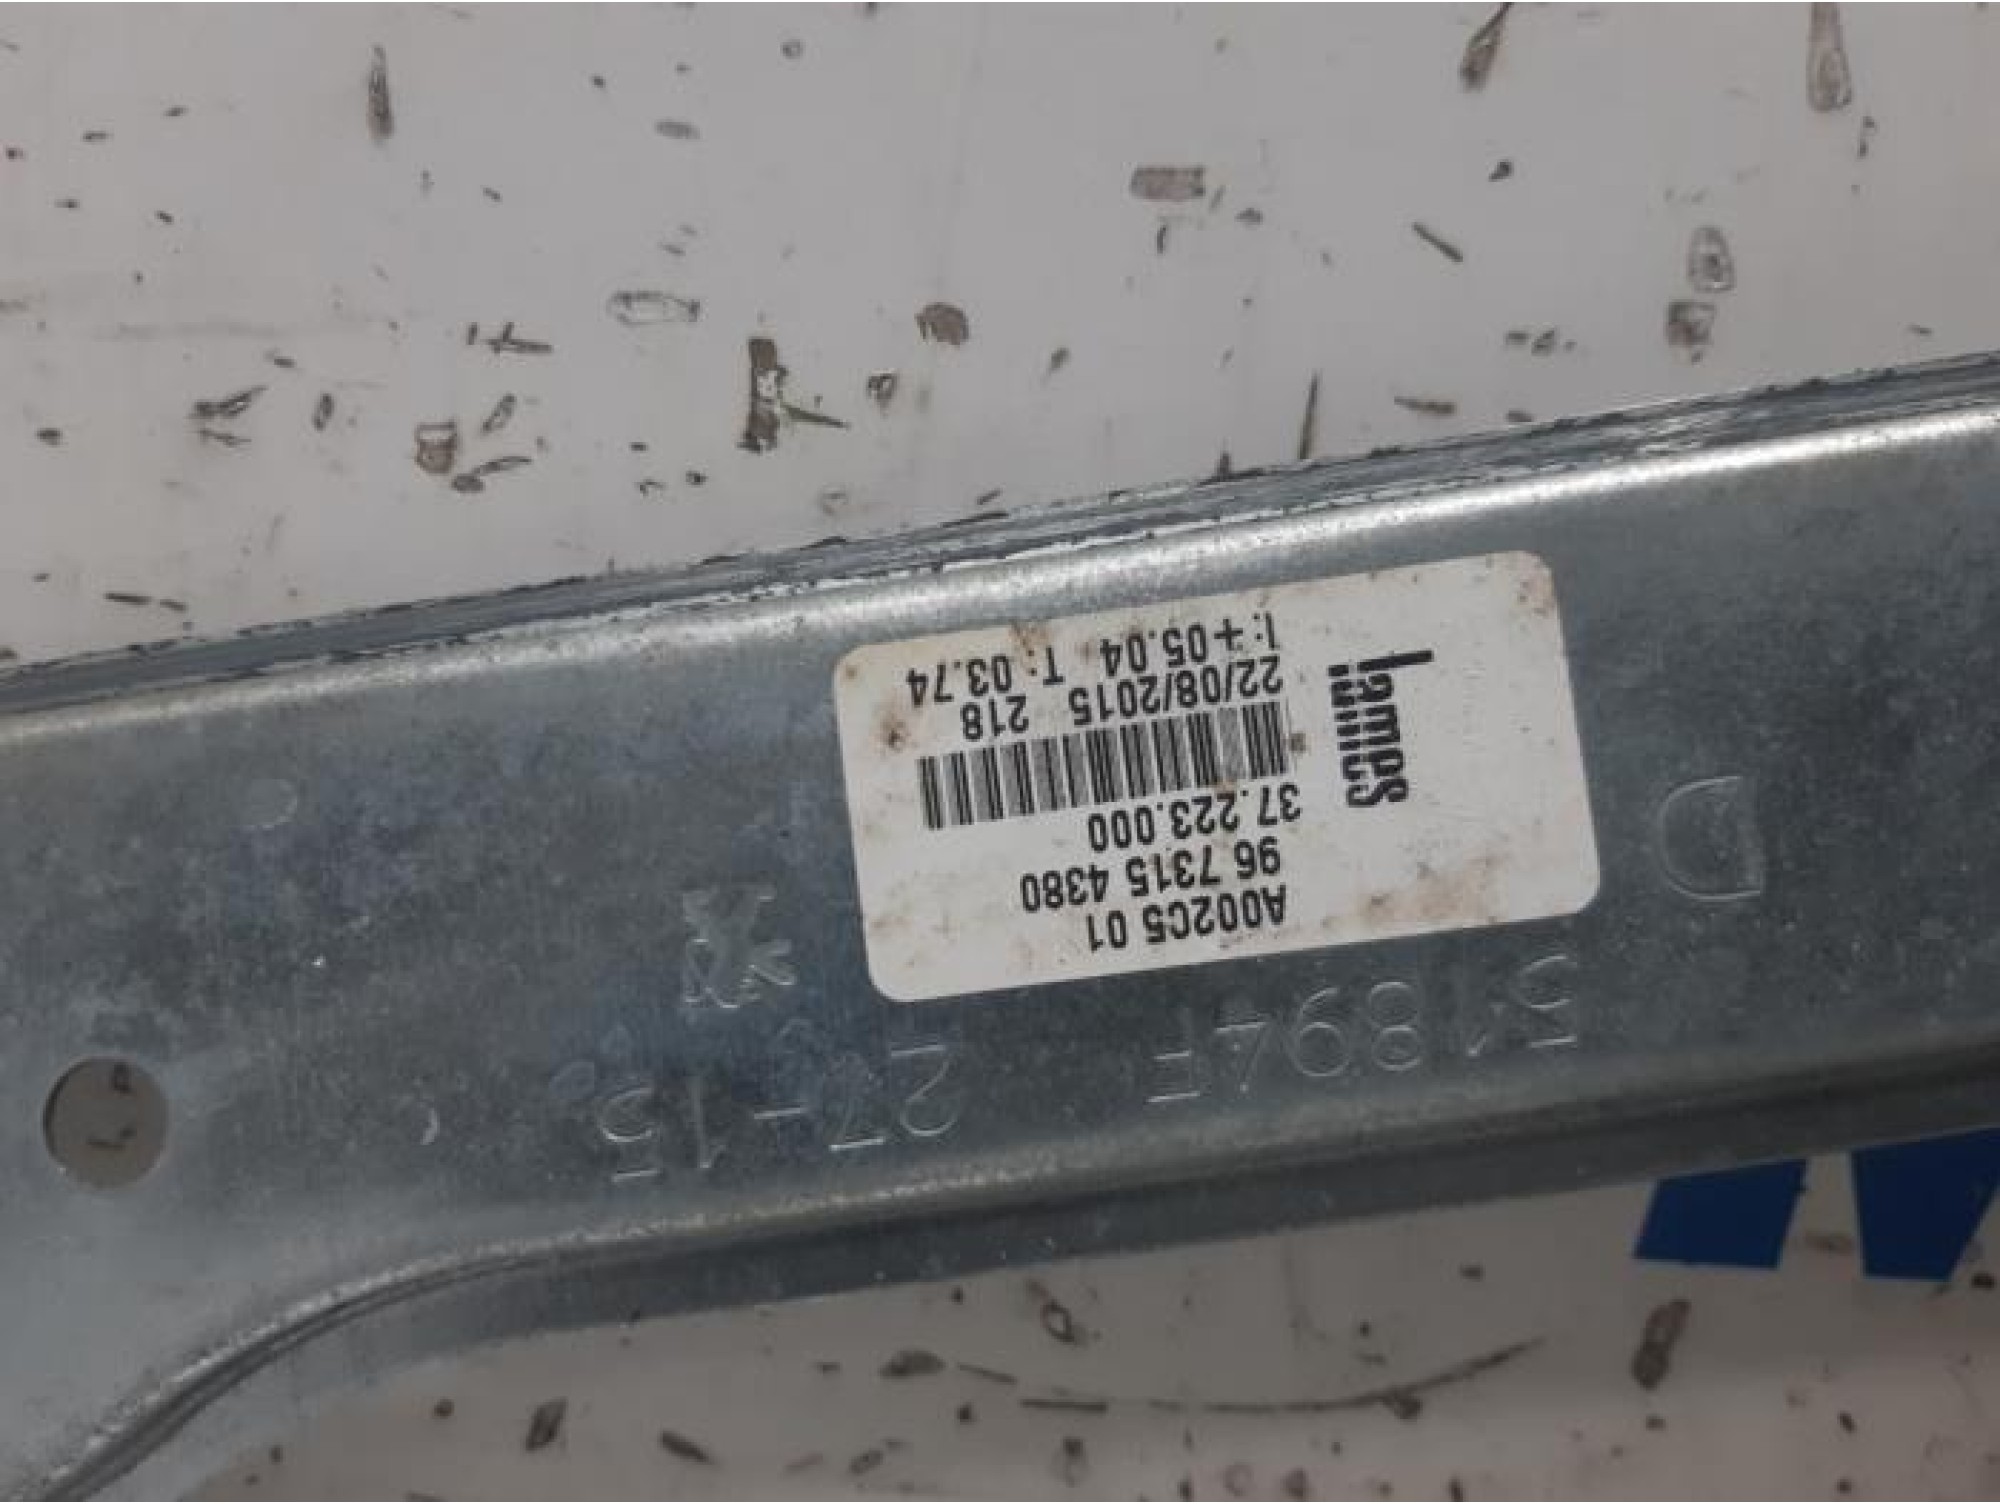 A002C5 01
96 7315 4380
37.223.000
22/08/2015 218
I:+05.04 T: 03.74
Lames
D
51894F
27-15